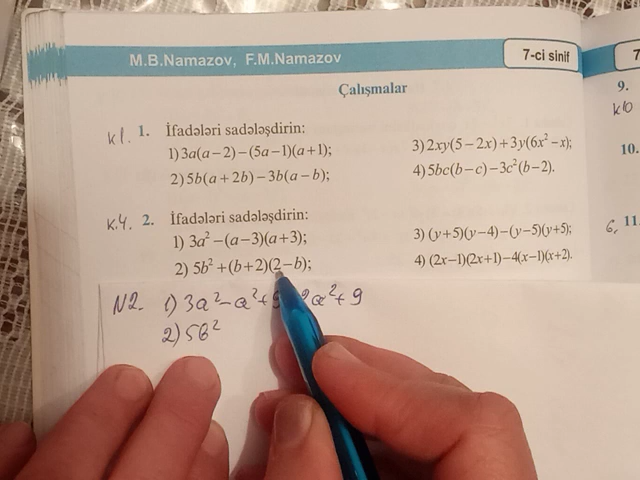 M.B.Namazov, F.M.Namazov 7-ci sinif 7
Çalışmalar 9.
K1. 1. İfadələri sadələşdirin: K10
1) 3a(a−2)−(5a−1)(a+1); 3) 2xy(5−2x)+3y(6x²−x);
2) 5b(a+2b)−3b(a−b); 4) 5bc(b−c)−3c²(b−2). 10.
K.4. 2. İfadələri sadələşdirin: 6, 11
1) 3a²−(a−3)(a+3); 3) (y+5)(y−4)−(y−5)(y+5);
2) 5b²+(b+2)(2−b); 4) (2x−1)(2x+1)−4(x−1)(x+2).
N2. 1) 3a²−a²+9 2a²+9
2) 5b²